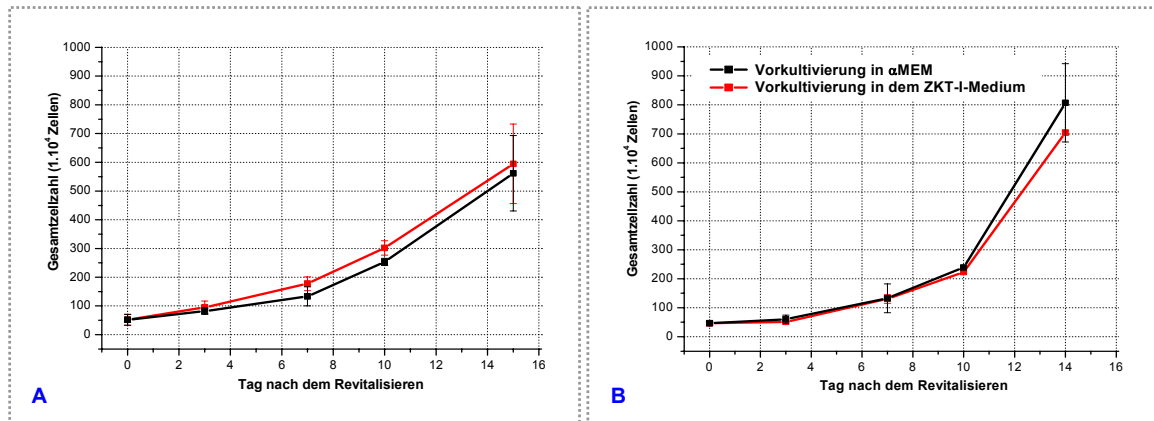 1000
900
800
700
600
500
400
300
200
100
0
Gesamtzellzahl (1.10⁴ Zellen)
0 2 4 6 8 10 12 14 16
Tag nach dem Revitalisieren
A
1000
900
800
700
600
500
400
300
200
100
0
Gesamtzellzahl (1.10⁴ Zellen)
Vorkultivierung in αMEM
Vorkultivierung in dem ZKT-I-Medium
0 2 4 6 8 10 12 14 16
Tag nach dem Revitalisieren
B